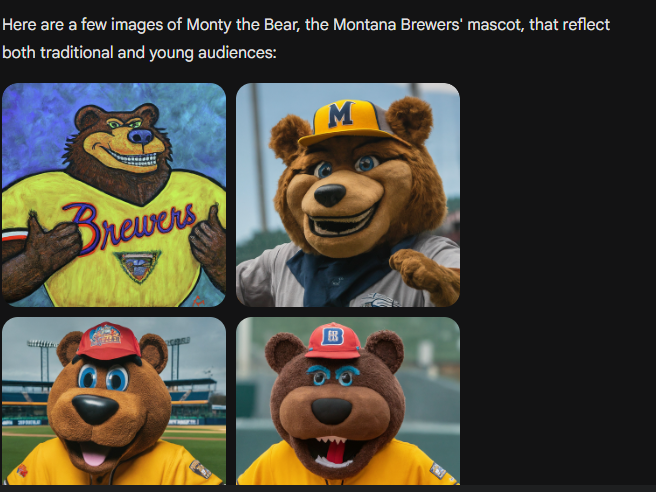 Here are a few images of Monty the Bear, the Montana Brewers' mascot, that reflect
both traditional and young audiences:
Brewers
M
B